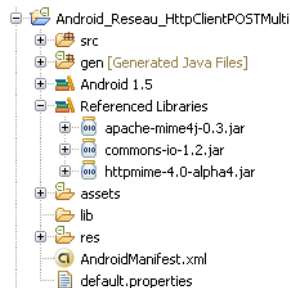 Android_Reseau_HttpClientPOSTMulti
src
gen [Generated Java Files]
Android 1.5
Referenced Libraries
apache-mime4j-0.3.jar
commons-io-1.2.jar
httpmime-4.0-alpha4.jar
assets
lib
res
AndroidManifest.xml
default.properties